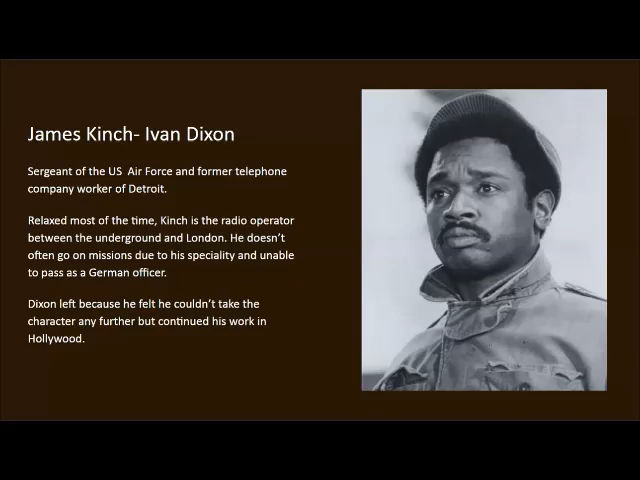 James Kinch- Ivan Dixon
Sergeant of the US  Air Force and former telephone
company worker of Detroit.
Relaxed most of the time, Kinch is the radio operator
between the underground and London. He doesn't
often go on missions due to his speciality and unable
to pass as a German officer.
Dixon left because he felt he couldn't take the
character any further but continued his work in
Hollywood.